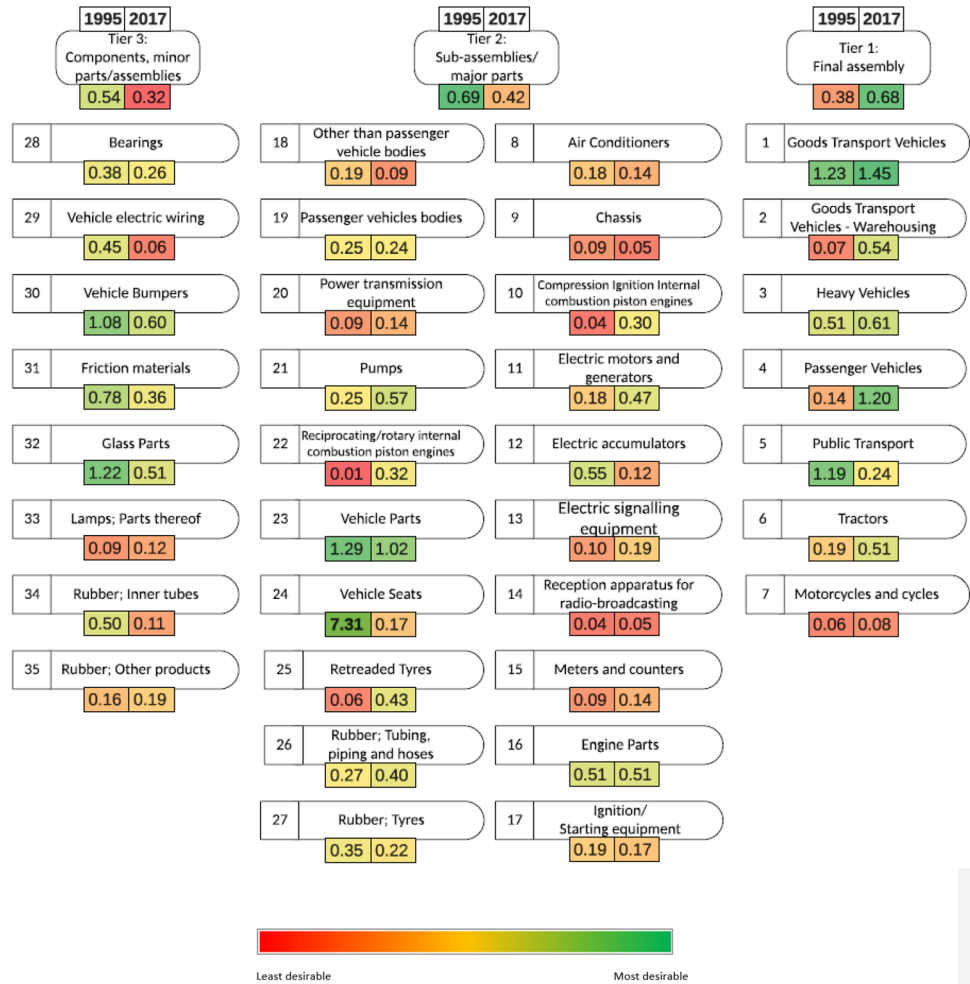 1995 2017
Tier 3:
Components, minor
parts/assemblies
0.54 0.32
28 Bearings
0.38 0.26
29 Vehicle electric wiring
0.45 0.06
30 Vehicle Bumpers
1.08 0.60
31 Friction materials
0.78 0.36
32 Glass Parts
1.22 0.51
33 Lamps; Parts thereof
0.09 0.12
34 Rubber; Inner tubes
0.50 0.11
35 Rubber; Other products
0.16 0.19
1995 2017
Tier 2:
Sub-assemblies/
major parts
0.69 0.42
18 Other than passenger
vehicle bodies
0.19 0.09
19 Passenger vehicles bodies
0.25 0.24
20 Power transmission
equipment
0.09 0.14
21 Pumps
0.25 0.57
22 Reciprocating/rotary internal
combustion piston engines
0.01 0.32
23 Vehicle Parts
1.29 1.02
24 Vehicle Seats
7.31 0.17
25 Retreaded Tyres
0.06 0.43
26 Rubber; Tubing,
piping and hoses
0.27 0.40
27 Rubber; Tyres
0.35 0.22
8 Air Conditioners
0.18 0.14
9 Chassis
0.09 0.05
10 Compression Ignition Internal
combustion piston engines
0.04 0.30
11 Electric motors and
generators
0.18 0.47
12 Electric accumulators
0.55 0.12
13 Electric signalling
equipment
0.10 0.19
14 Reception apparatus for
radio-broadcasting
0.04 0.05
15 Meters and counters
0.09 0.14
16 Engine Parts
0.51 0.51
17 Ignition/
Starting equipment
0.19 0.17
1995 2017
Tier 1:
Final assembly
0.38 0.68
1 Goods Transport Vehicles
1.23 1.45
2 Goods Transport
Vehicles - Warehousing
0.07 0.54
3 Heavy Vehicles
0.51 0.61
4 Passenger Vehicles
0.14 1.20
5 Public Transport
1.19 0.24
6 Tractors
0.19 0.51
7 Motorcycles and cycles
0.06 0.08
Least desirable Most desirable